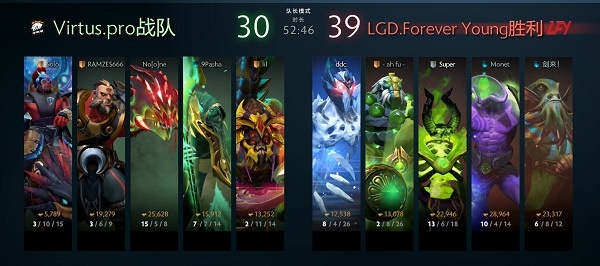 Virtus.pro战队
30
队长模式
时长
52:46
39
LGD.Forever Young胜利
LFY
Solo
RAMZES666
No[o]ne
9Pasha
ddc
- ah fu -
Super
Monet
剑来!
5,789
19,279
25,628
15,912
13,252
12,538
13,078
22,946
28,964
23,317
3 / 10 / 15
3 / 6 / 9
15 / 5 / 8
7 / 7 / 14
2 / 11 / 14
8 / 4 / 26
2 / 8 / 26
13 / 6 / 18
10 / 4 / 14
6 / 8 / 12